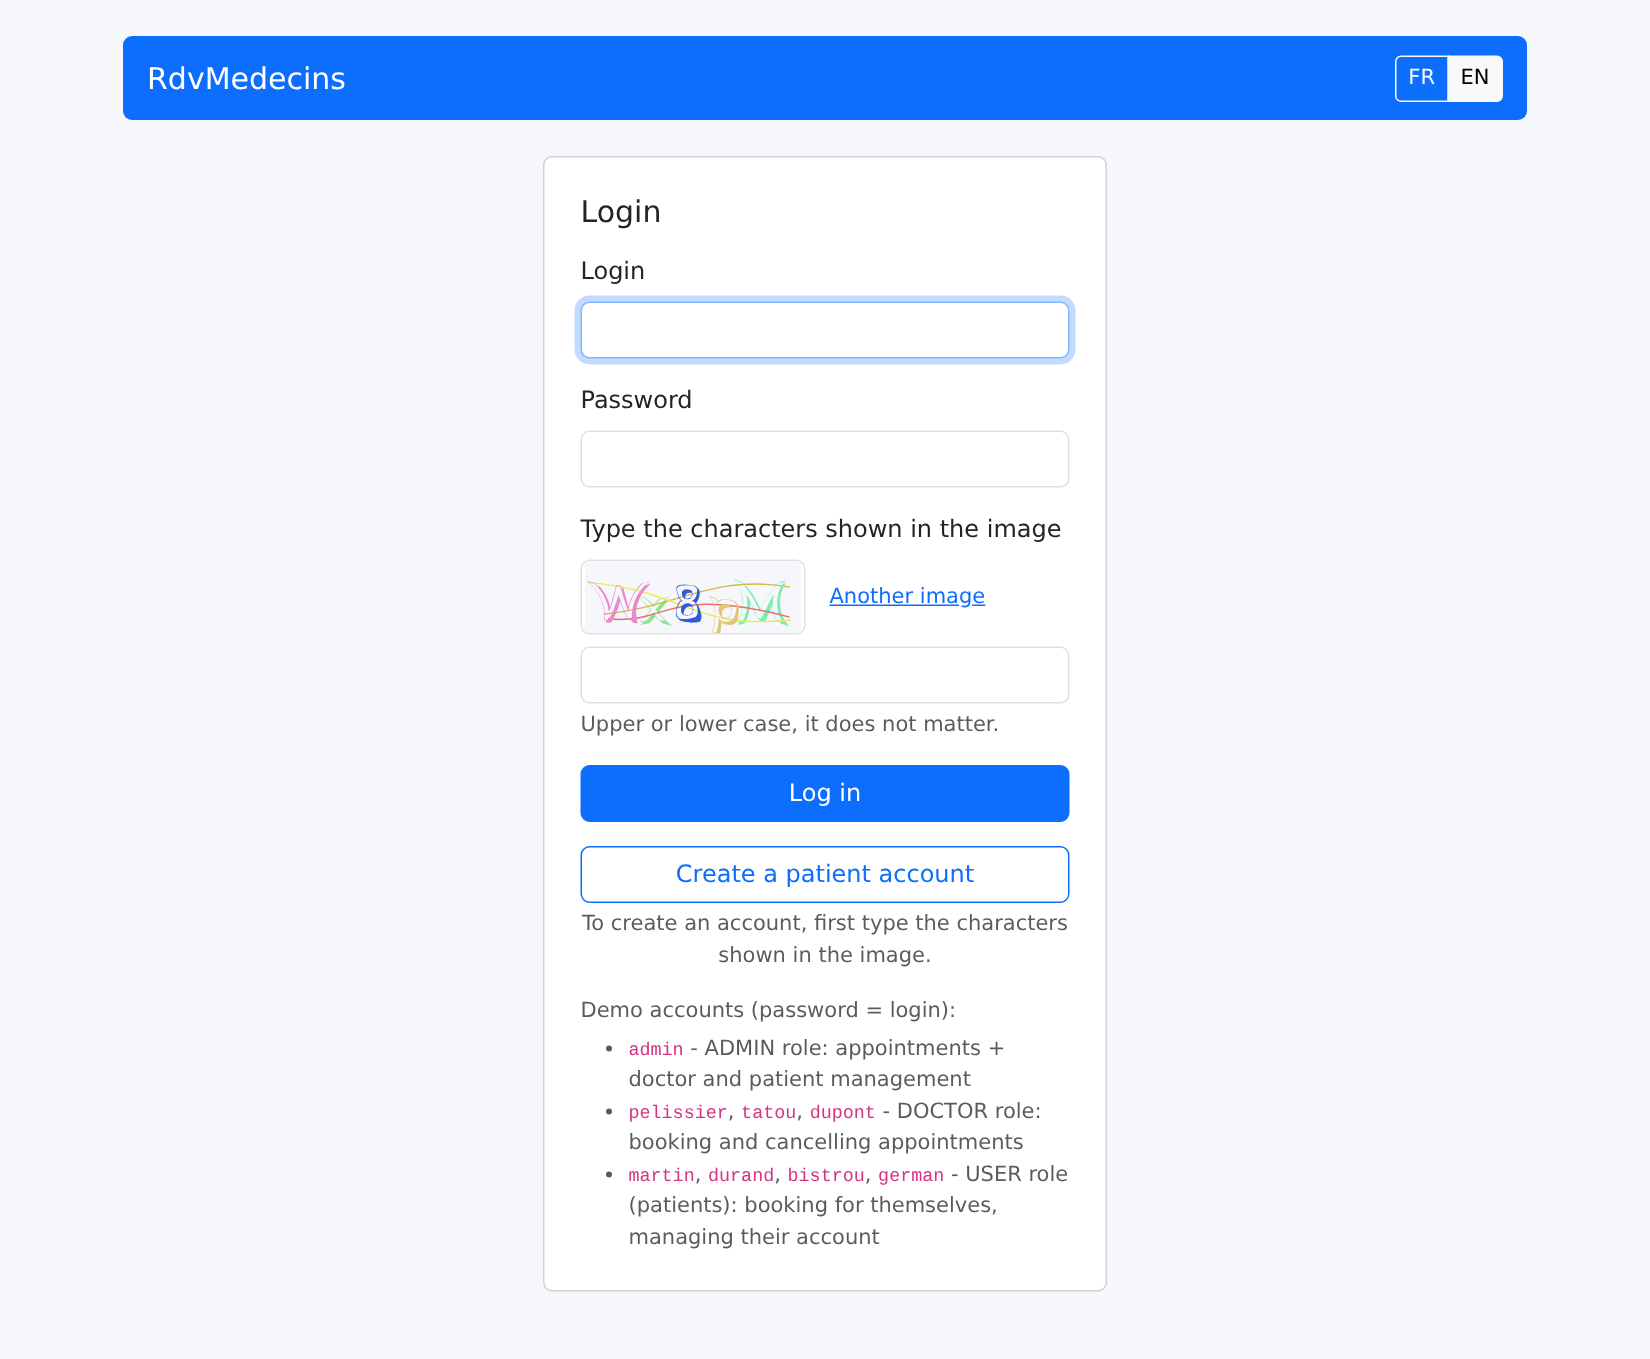 RdvMedecins
FR EN
Login
Login
Password
Type the characters shown in the image
Wx8pM
Another image
Upper or lower case, it does not matter.
Log in
Create a patient account
To create an account, first type the characters
shown in the image.
Demo accounts (password = login):
• admin - ADMIN role: appointments +
doctor and patient management
• pelissier, tatou, dupont - DOCTOR role:
booking and cancelling appointments
• martin, durand, bistrou, german - USER role
(patients): booking for themselves,
managing their account